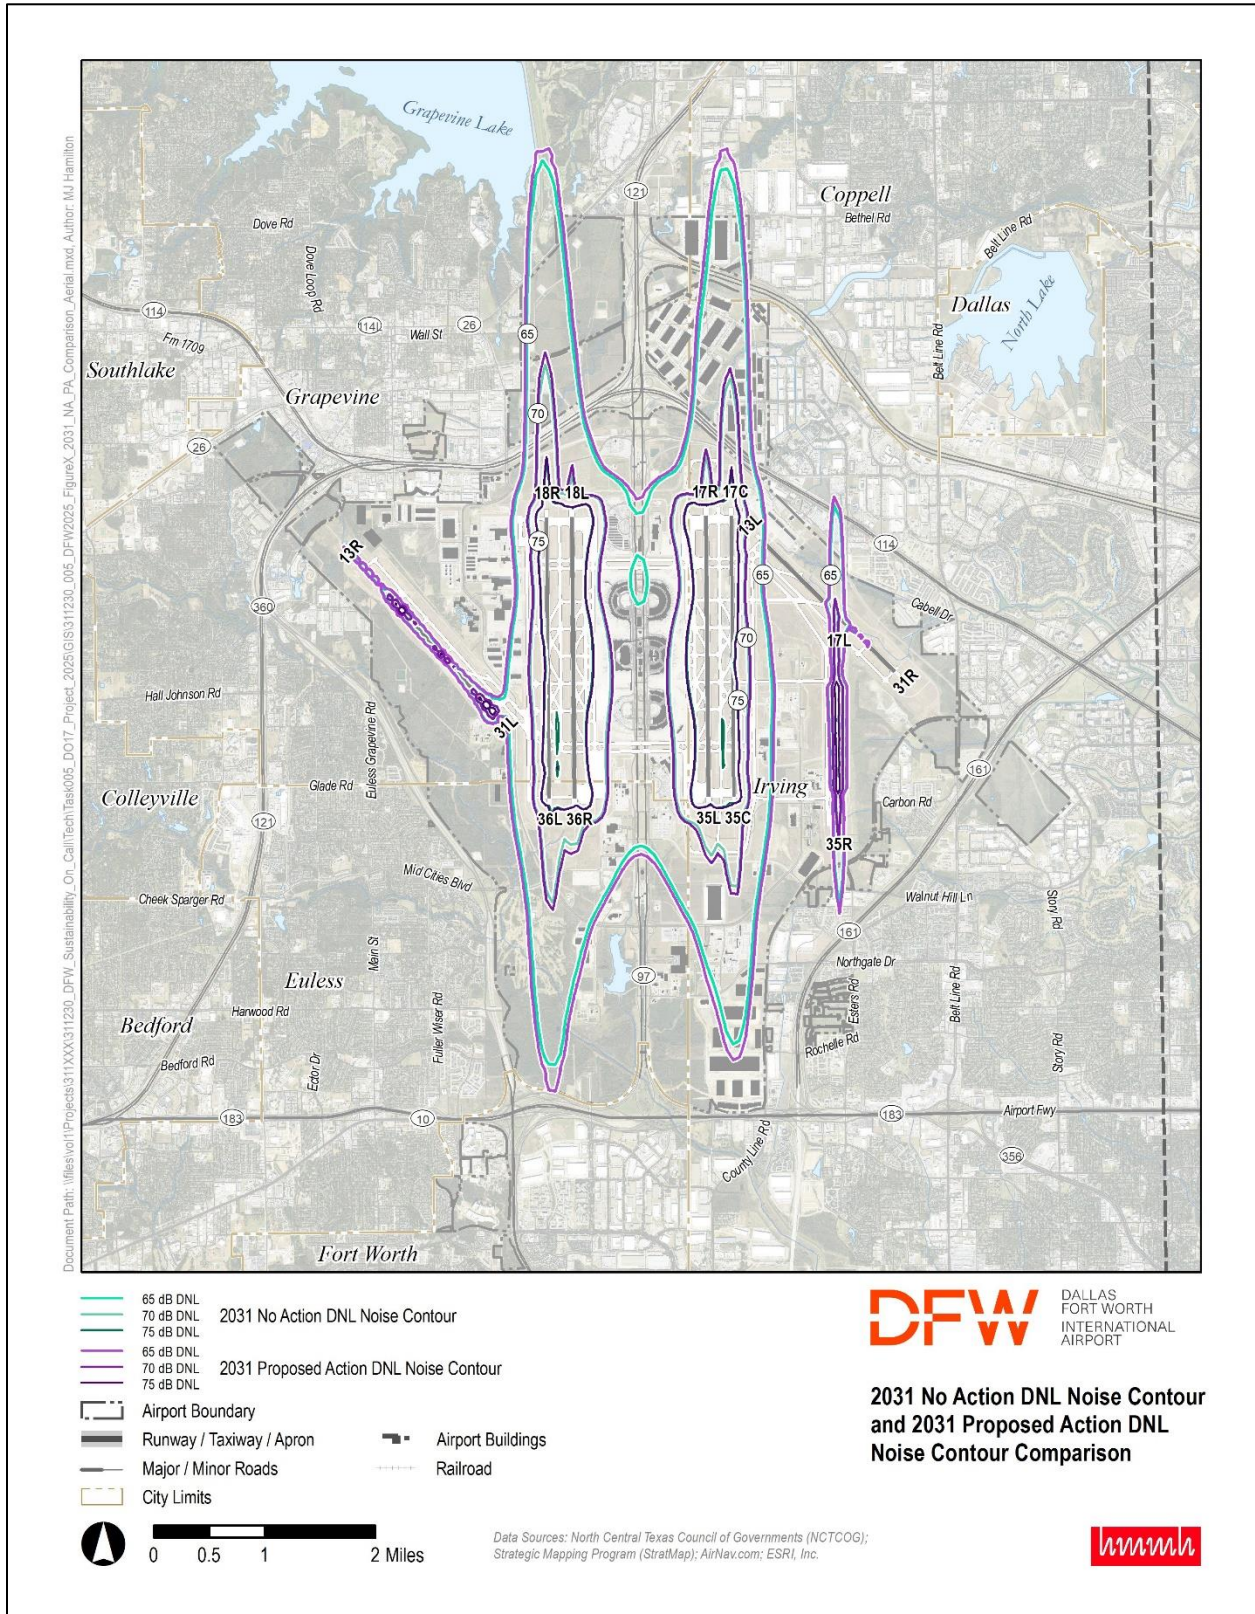 Document Path: \\files\vol1\Projects\311XXX\311230_DFW_Sustainability_On_Call\Tech\Task005_DO17_Project_2025\GIS\311230_005_DFW2025_FigureX_2031_NA_PA_Comparison_Aerial.mxd, Author: MJ Hamilton
Grapevine Lake
121
Coppell
Bethel Rd
Dove Rd
Dove Loop Rd
Belt Line Rd
Dallas
North Lake
114
Fm 1709
114L
26
Wall St
65
Belt Line Rd
Southlake
Grapevine
70
26
18R 18L
17R 17C
13L
75
114
13R
65
65
Cabell Dr
360
70
17L
31R
Hall Johnson Rd
Euless Grapevine Rd
75
31L
161
Glade Rd
Irving
Colleyville
Carbon Rd
121
36L 36R
35L 35C
35R
Mid Cities Blvd
Cheek Sparger Rd
Walnut Hill Ln
Story Rd
161
Main St
Northgate Dr
97
Euless
Esters Rd
Belt Line Rd
Harwood Rd
Fuller Wiser Rd
Bedford
Rochelle Rd
Bedford Rd
Ector Dr
Story Rd
183
10
183
Airport Fwy
County Line Rd
356
Fort Worth
65 dB DNL
70 dB DNL
75 dB DNL
2031 No Action DNL Noise Contour
65 dB DNL
70 dB DNL
75 dB DNL
2031 Proposed Action DNL Noise Contour
Airport Boundary
Runway / Taxiway / Apron
Airport Buildings
Major / Minor Roads
Railroad
City Limits
0 0.5 1 2 Miles
Data Sources: North Central Texas Council of Governments (NCTCOG);
Strategic Mapping Program (StratMap); AirNav.com; ESRI, Inc.
DFW
DALLAS
FORT WORTH
INTERNATIONAL
AIRPORT
2031 No Action DNL Noise Contour
and 2031 Proposed Action DNL
Noise Contour Comparison
hmmh